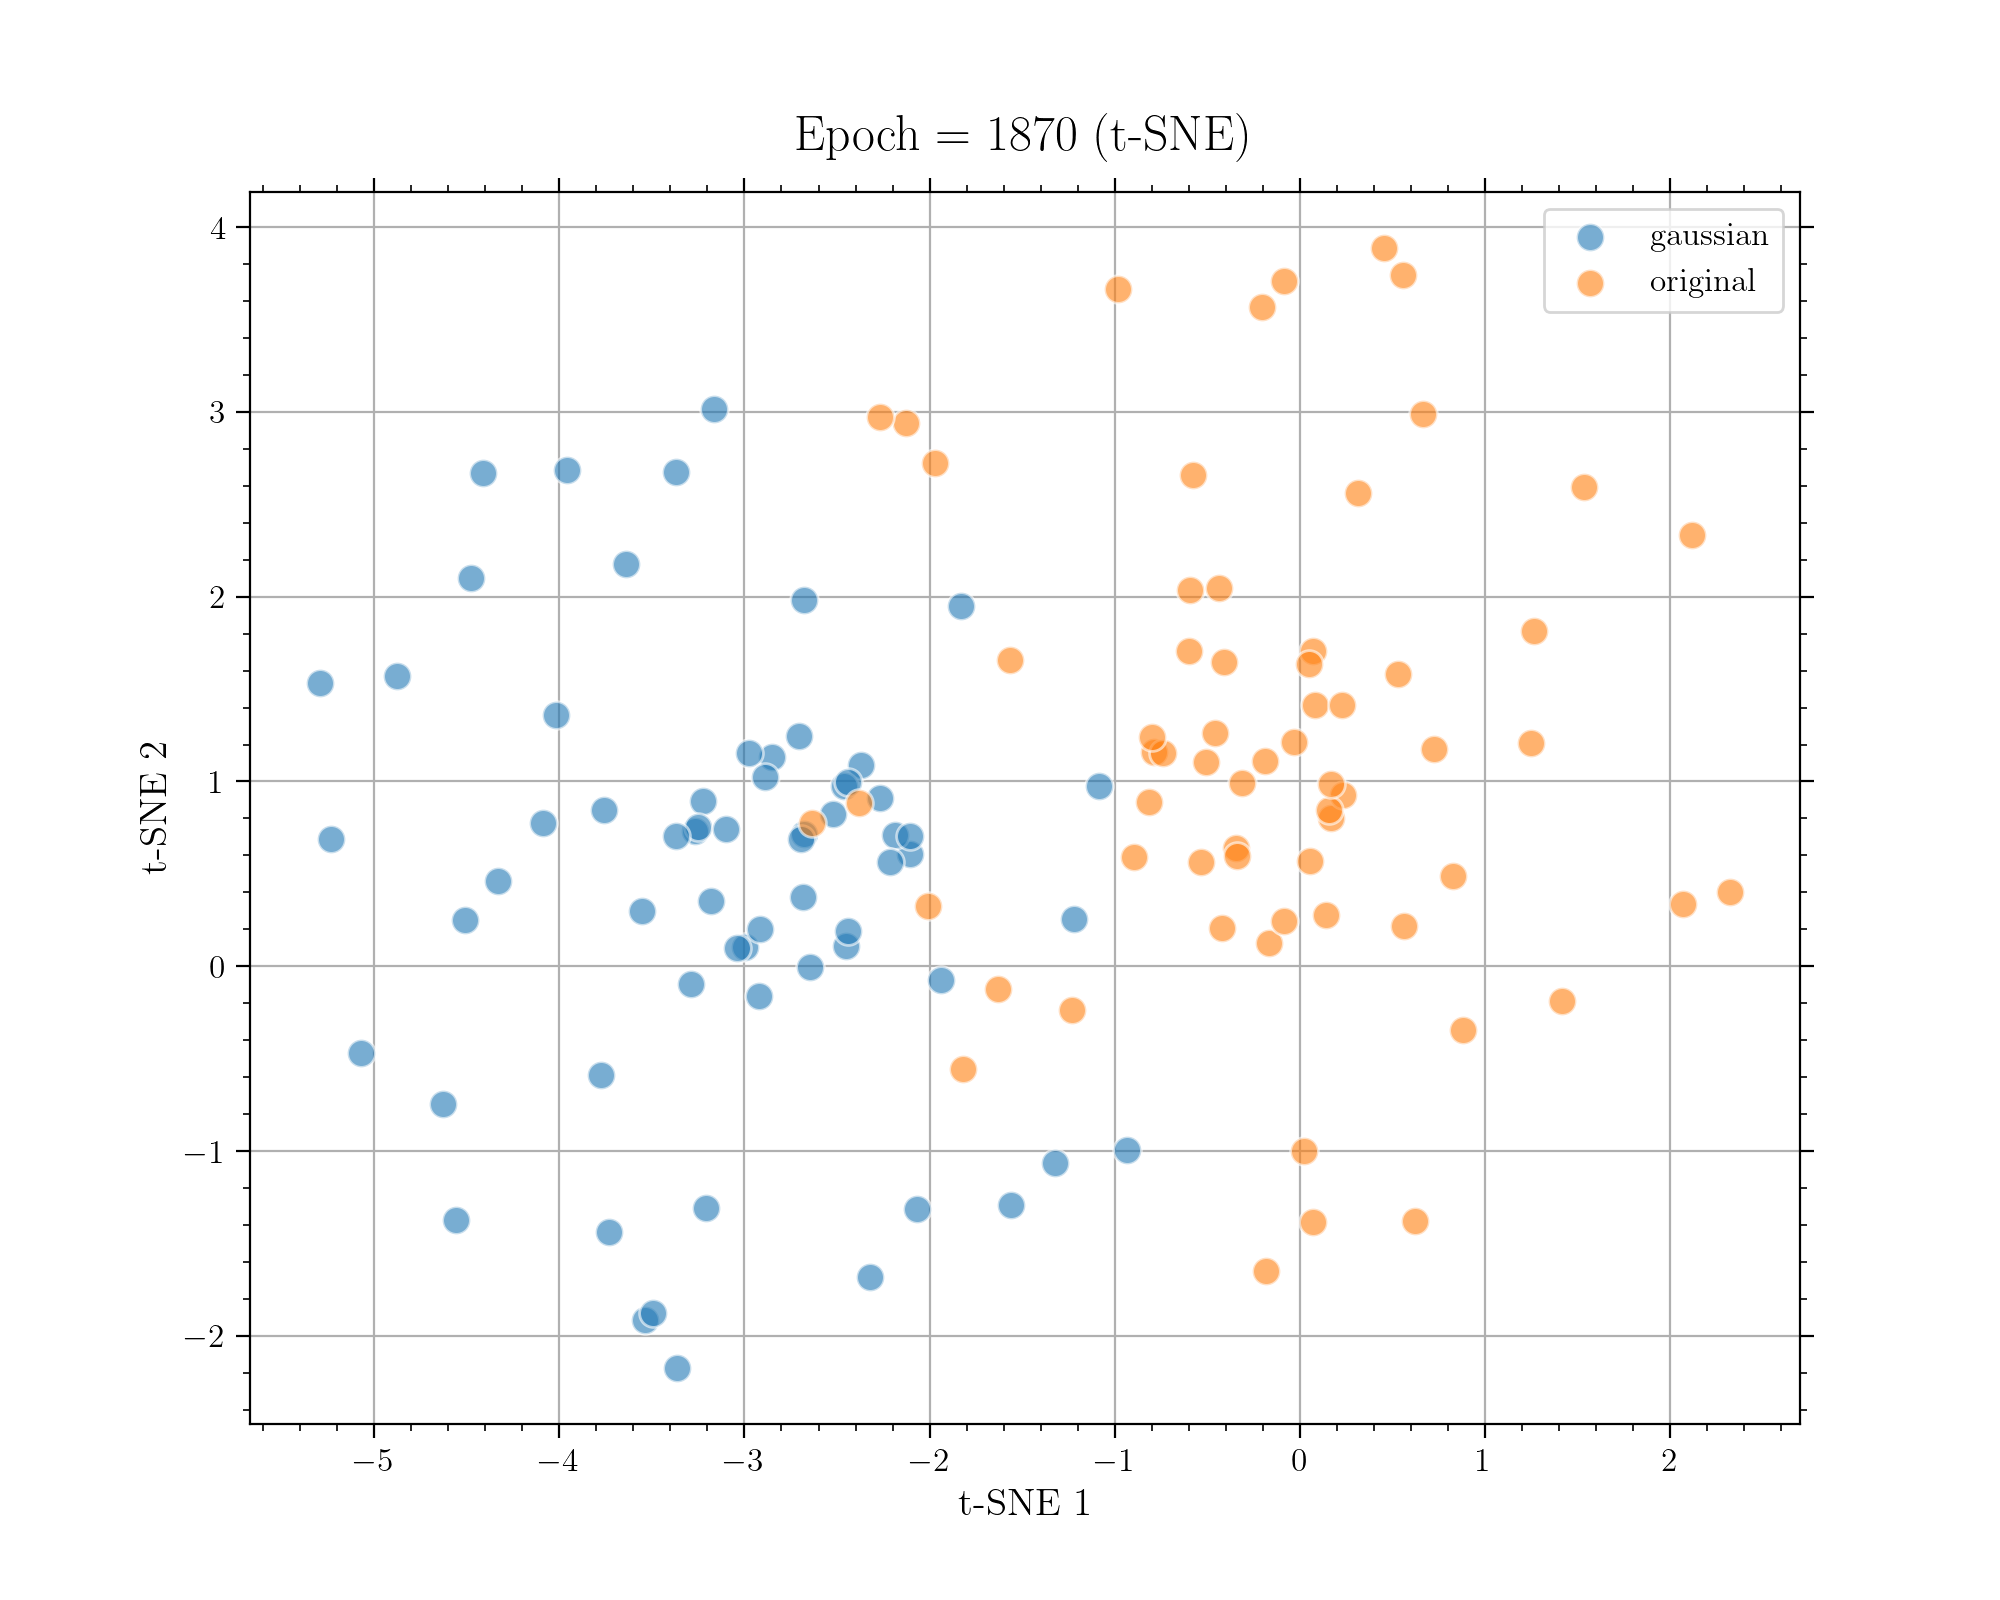 Epoch = 1870 (t-SNE)
gaussian
original
4
3
2
1
0
−1
−2
t-SNE 2
−5 −4 −3 −2 −1 0 1 2
t-SNE 1